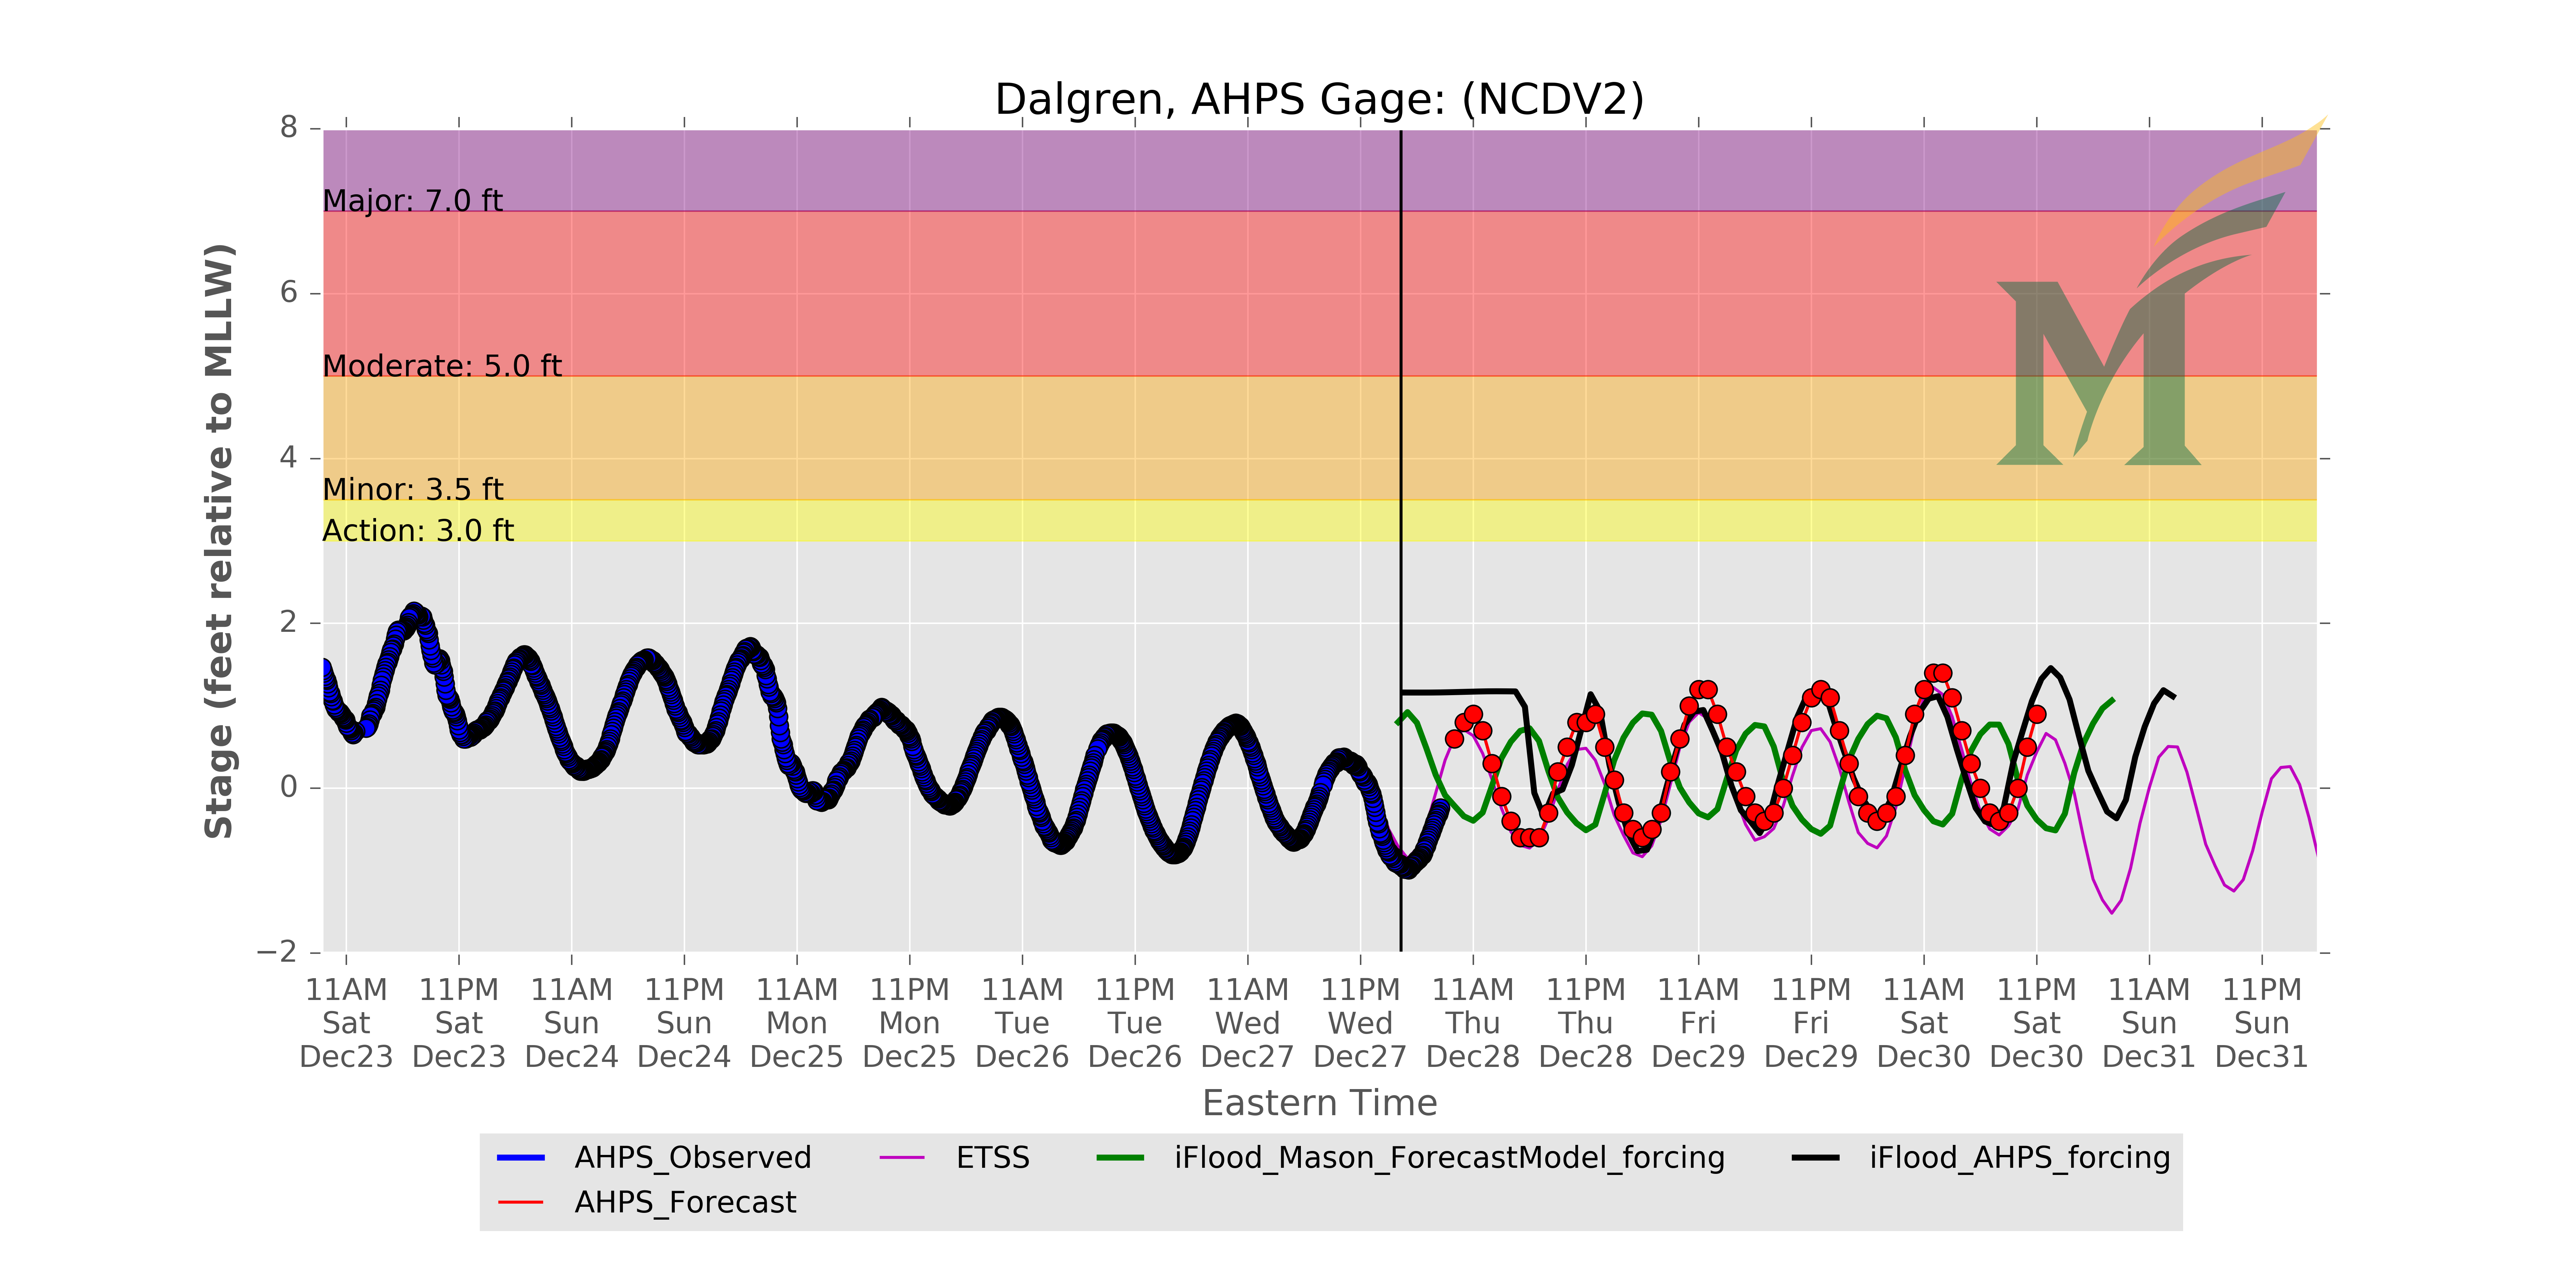 Dalgren, AHPS Gage: (NCDV2)
8
Major: 7.0 ft
6
Moderate: 5.0 ft
4
Minor: 3.5 ft
Action: 3.0 ft
2
0
−2
Stage (feet relative to MLLW)
M
11AM 11PM 11AM 11PM 11AM 11PM 11AM 11PM 11AM 11PM 11AM 11PM 11AM 11PM 11AM 11PM 11AM 11PM
Sat Sat Sun Sun Mon Mon Tue Tue Wed Wed Thu Thu Fri Fri Sat Sat Sun Sun
Dec23 Dec23 Dec24 Dec24 Dec25 Dec25 Dec26 Dec26 Dec27 Dec27 Dec28 Dec28 Dec29 Dec29 Dec30 Dec30 Dec31 Dec31
Eastern Time
AHPS_Observed ETSS iFlood_Mason_ForecastModel_forcing iFlood_AHPS_forcing
AHPS_Forecast